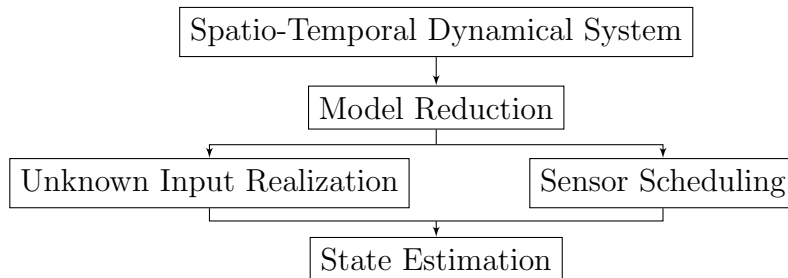 Spatio-Temporal Dynamical System
Model Reduction
Unknown Input Realization
Sensor Scheduling
State Estimation